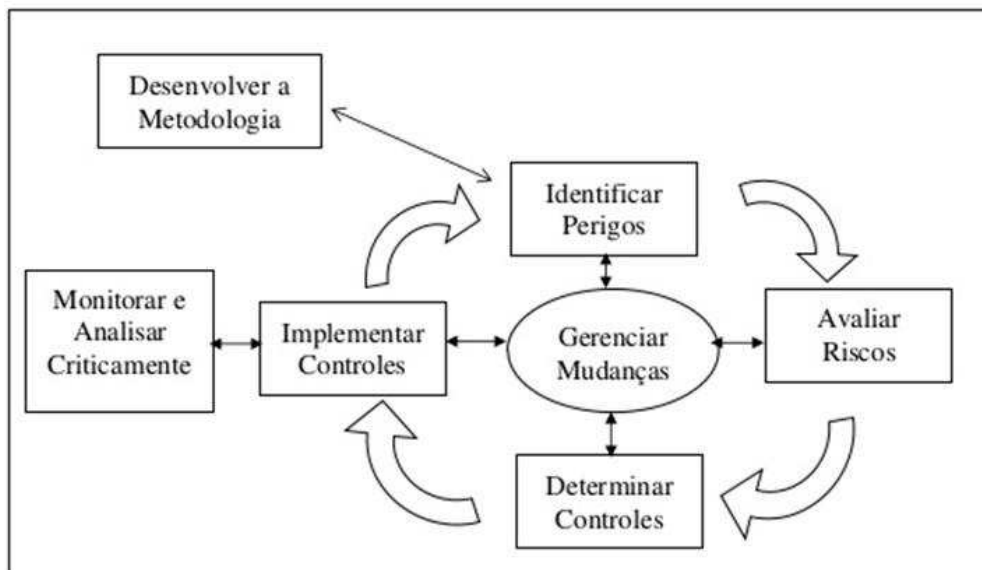 Desenvolver a
Metodologia
Identificar
Perigos
Monitorar e
Analisar
Criticamente
Implementar
Controles
Gerenciar
Mudanças
Avaliar
Riscos
Determinar
Controles